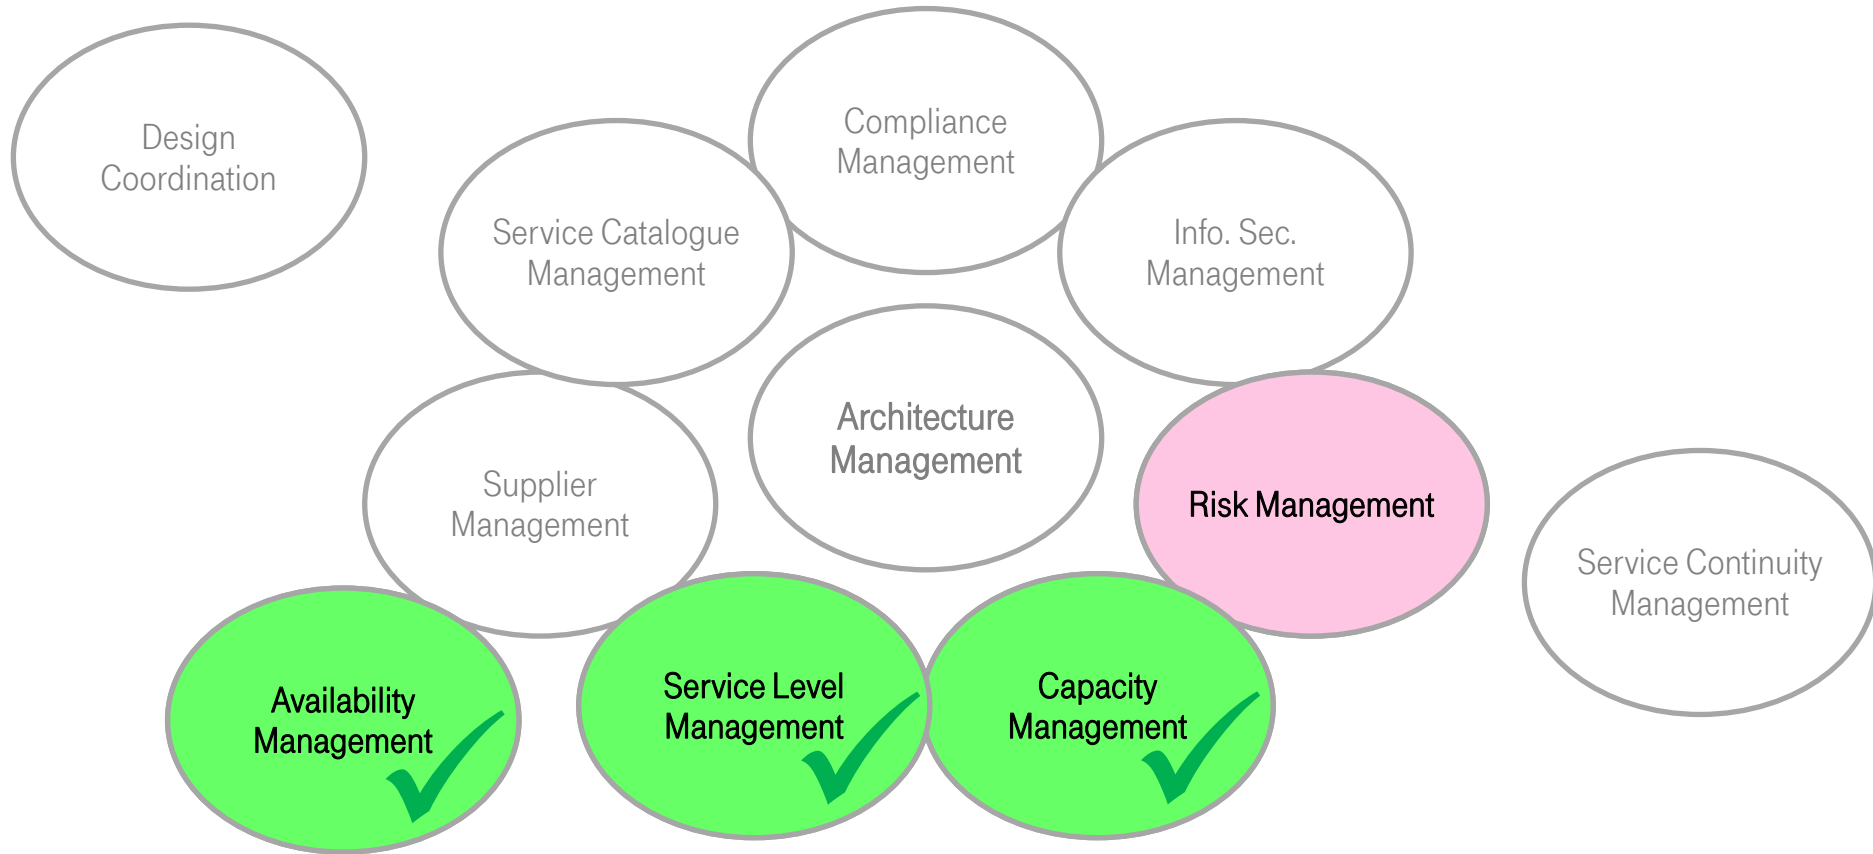 Design
Coordination
Compliance
Management
Service Catalogue
Management
Info. Sec.
Management
Architecture
Management
Supplier
Management
Risk Management
Service Continuity
Management
Availability
Management
Service Level
Management
Capacity
Management